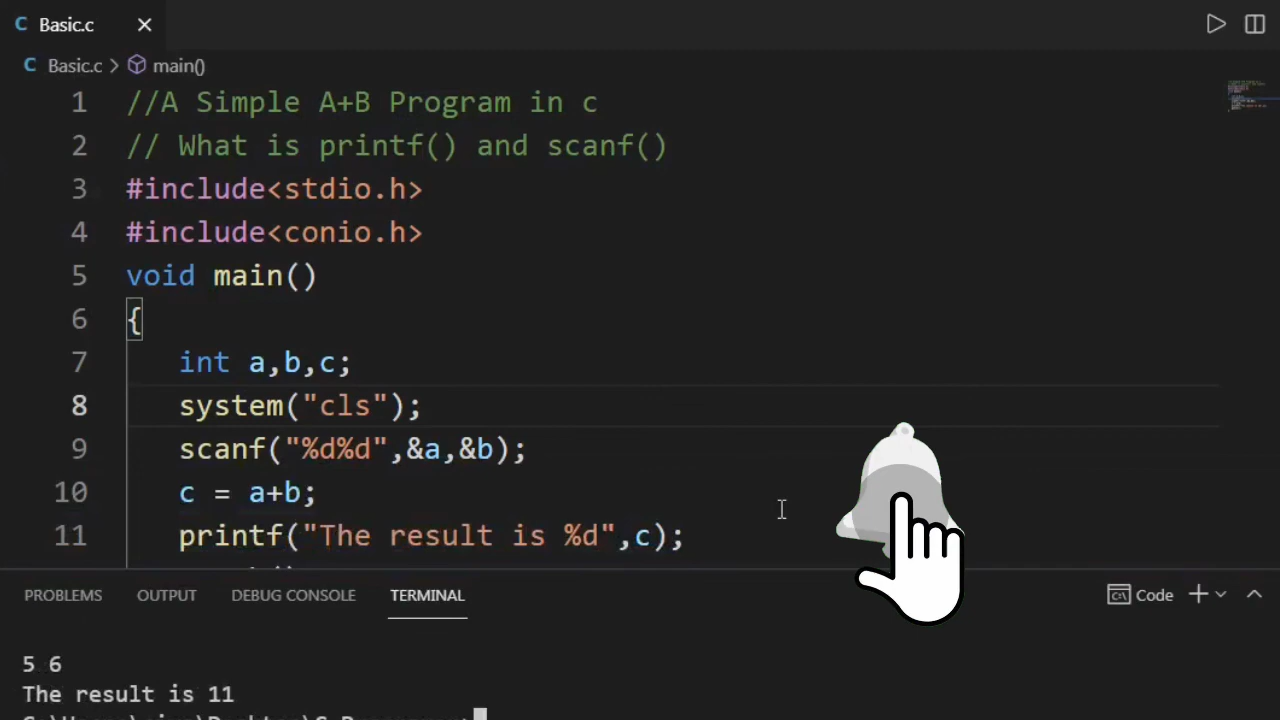 Basic.c
Basic.c > main()
1 //A Simple A+B Program in c
2 // What is printf() and scanf()
3 #include<stdio.h>
4 #include<conio.h>
5 void main()
6 {
7 int a,b,c;
8 system("cls");
9 scanf("%d%d",&a,&b);
10 c = a+b;
11 printf("The result is %d",c);
PROBLEMS OUTPUT DEBUG CONSOLE TERMINAL Code
5 6
The result is 11